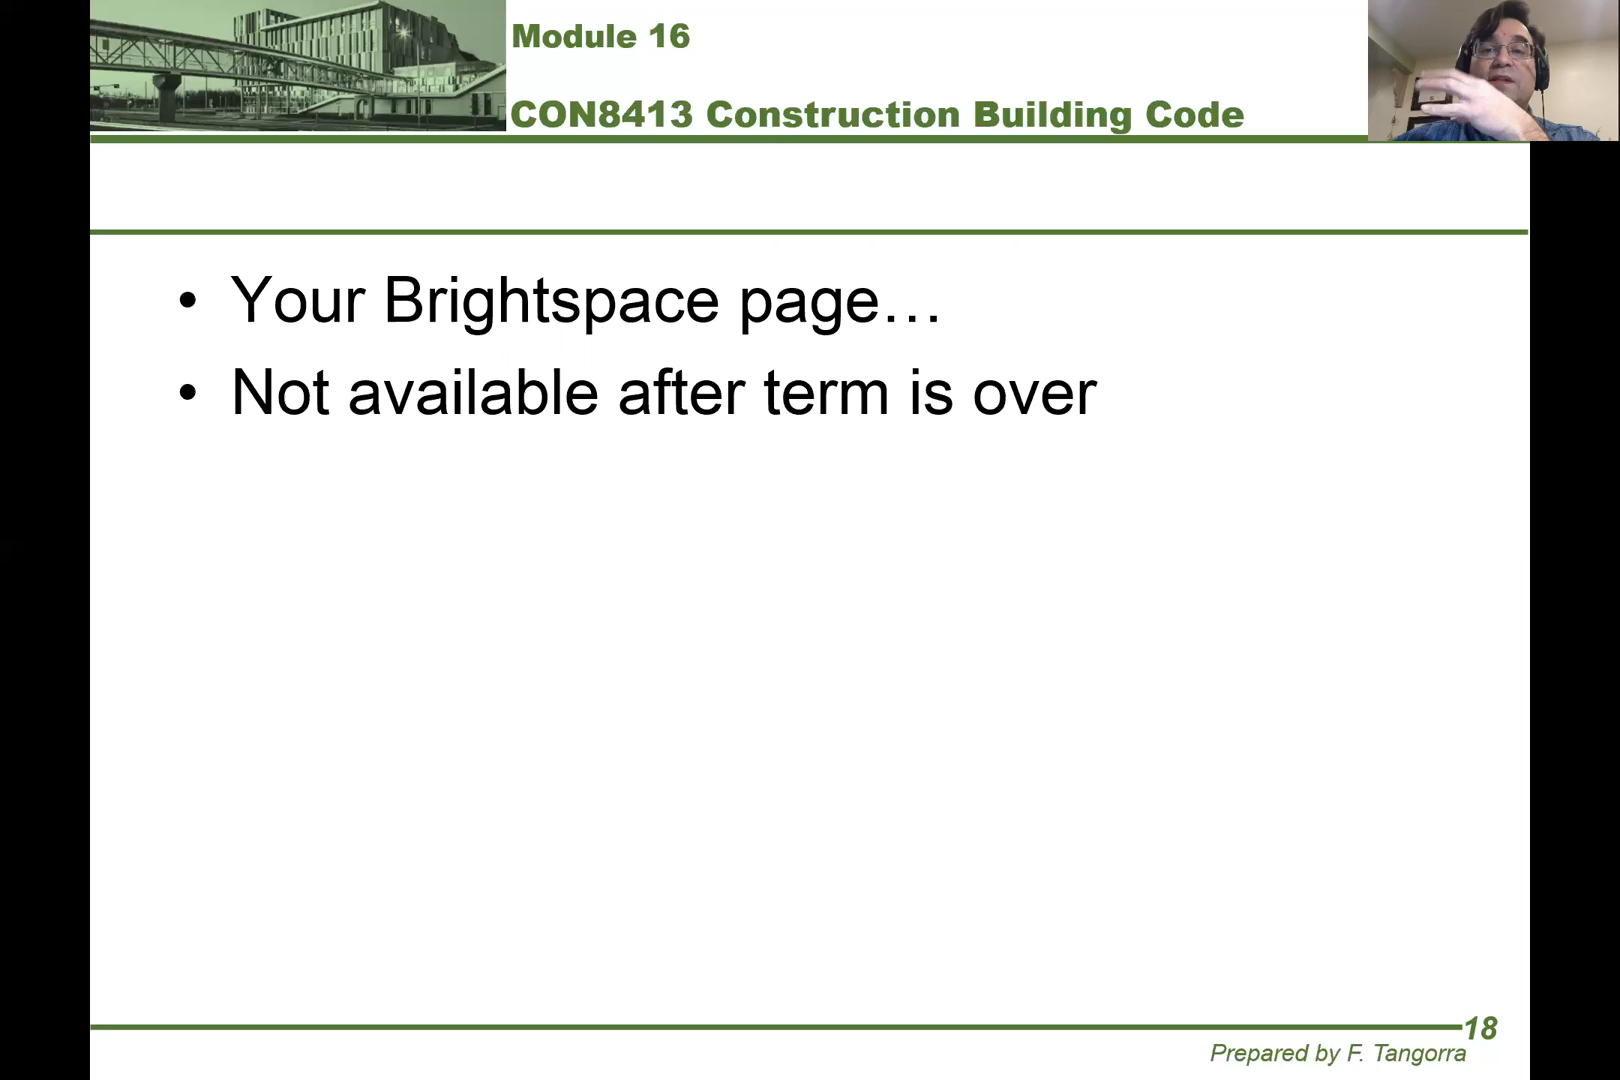 Module 16
CON8413 Construction Building Code
• Your Brightspace page…
• Not available after term is over
18
Prepared by F. Tangorra